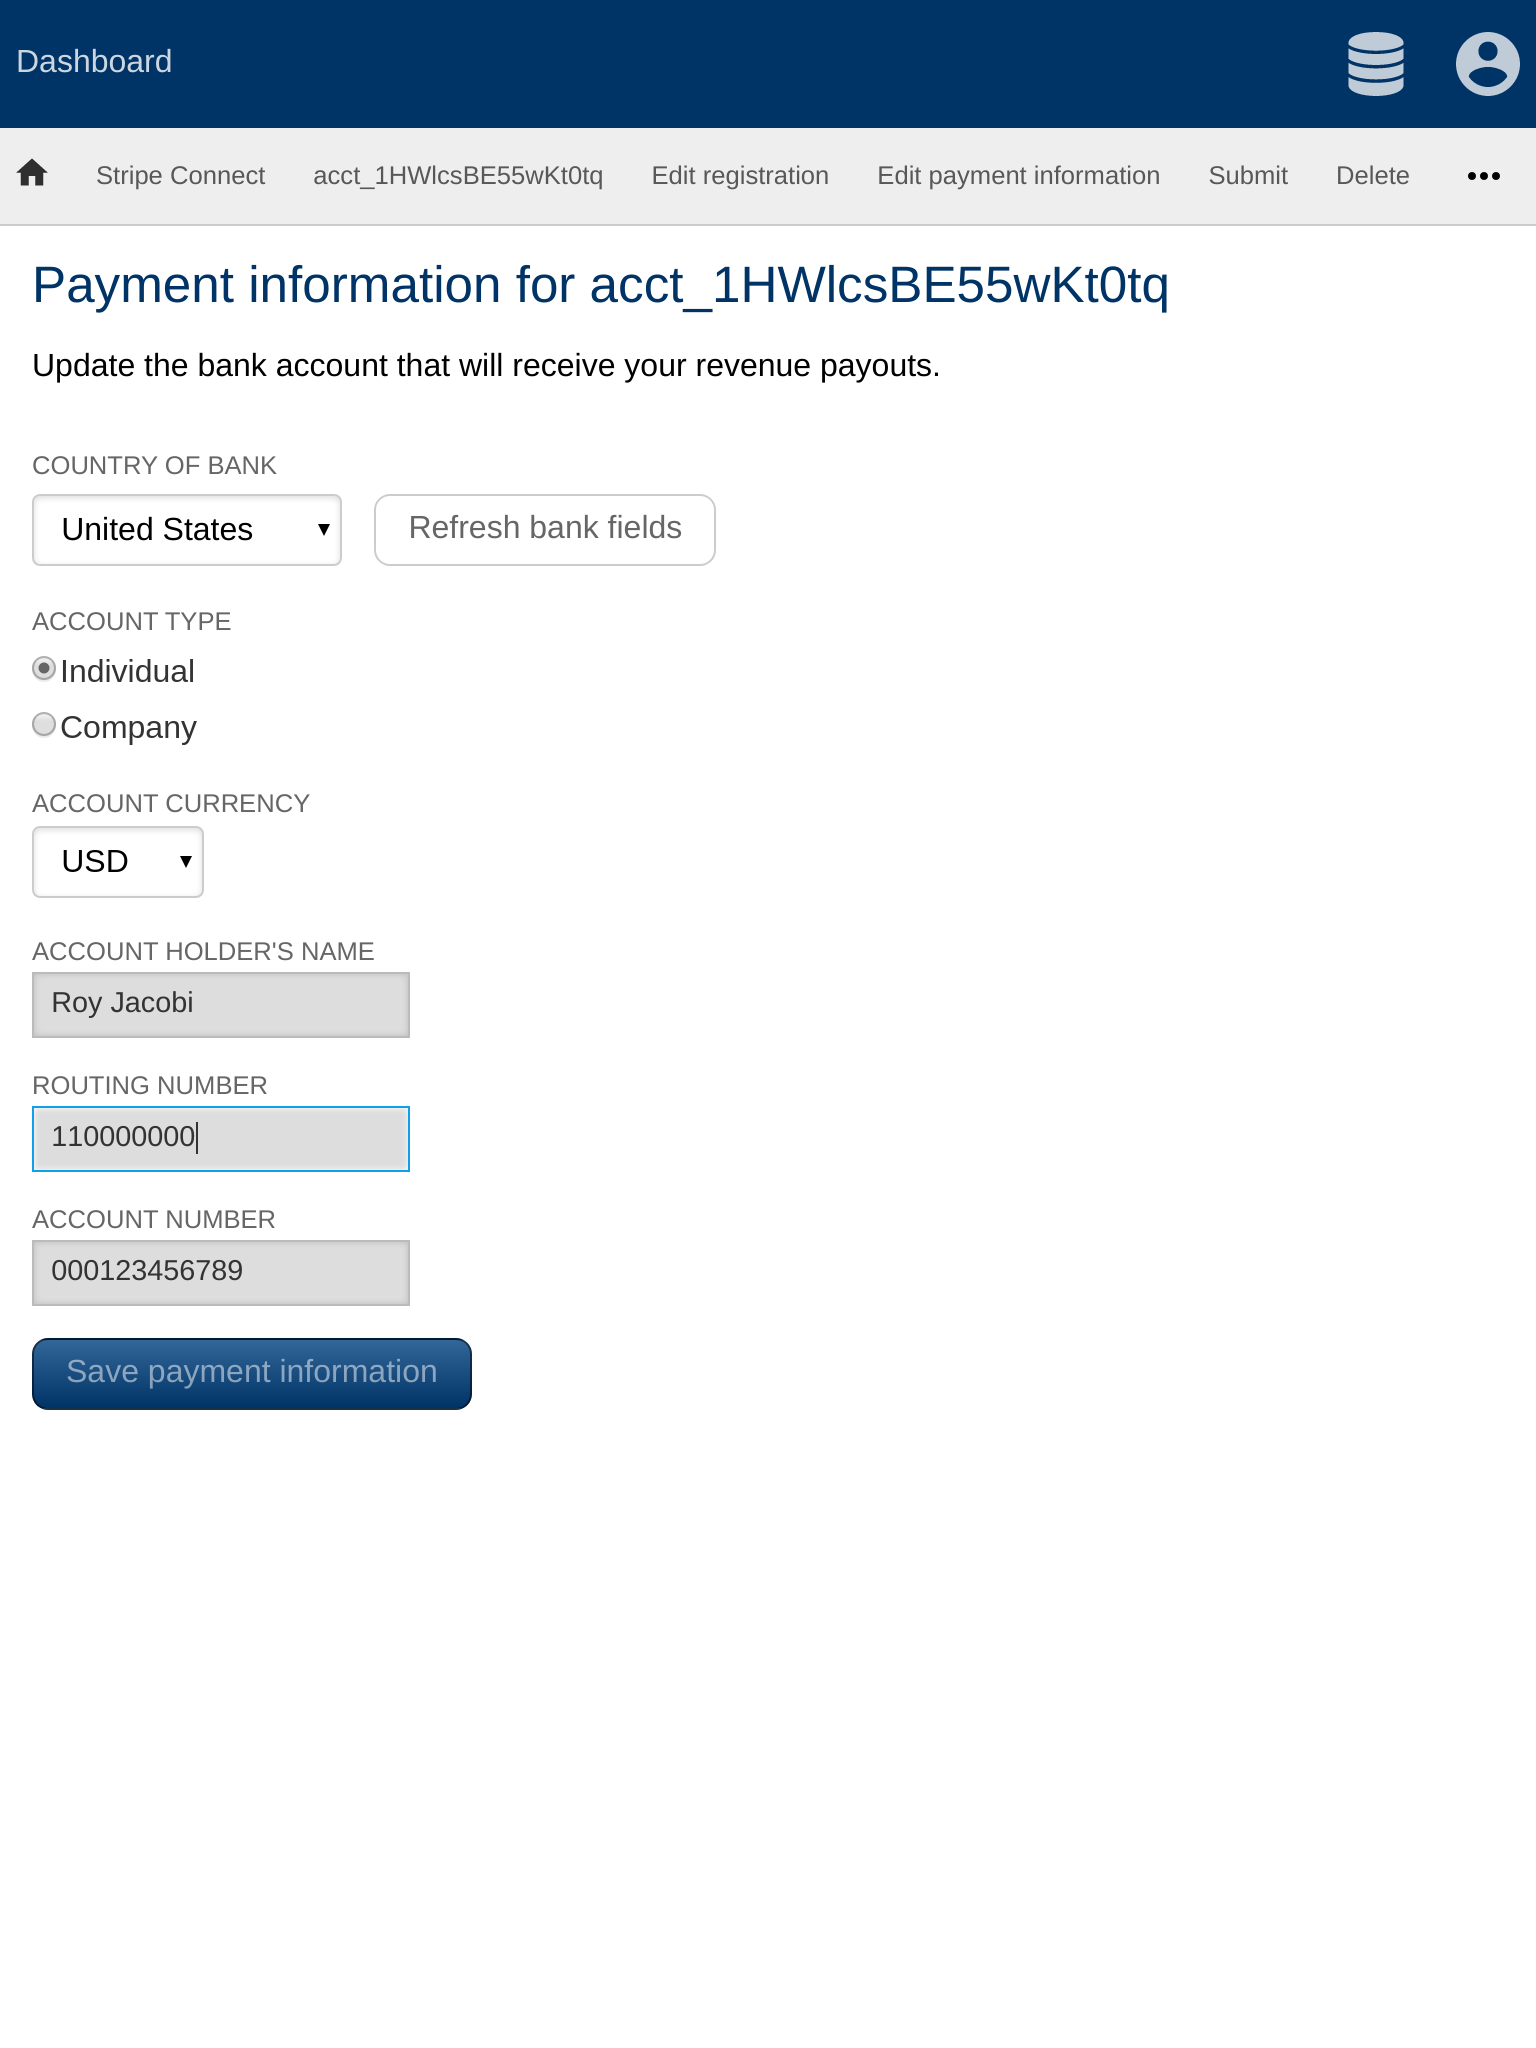 Dashboard
Stripe Connect acct_1HWlcsBE55wKt0tq Edit registration Edit payment information Submit Delete
Payment information for acct_1HWlcsBE55wKt0tq
Update the bank account that will receive your revenue payouts.
COUNTRY OF BANK
United States Refresh bank fields
ACCOUNT TYPE
Individual
Company
ACCOUNT CURRENCY
USD
ACCOUNT HOLDER'S NAME
Roy Jacobi
ROUTING NUMBER
110000000
ACCOUNT NUMBER
000123456789
Save payment information